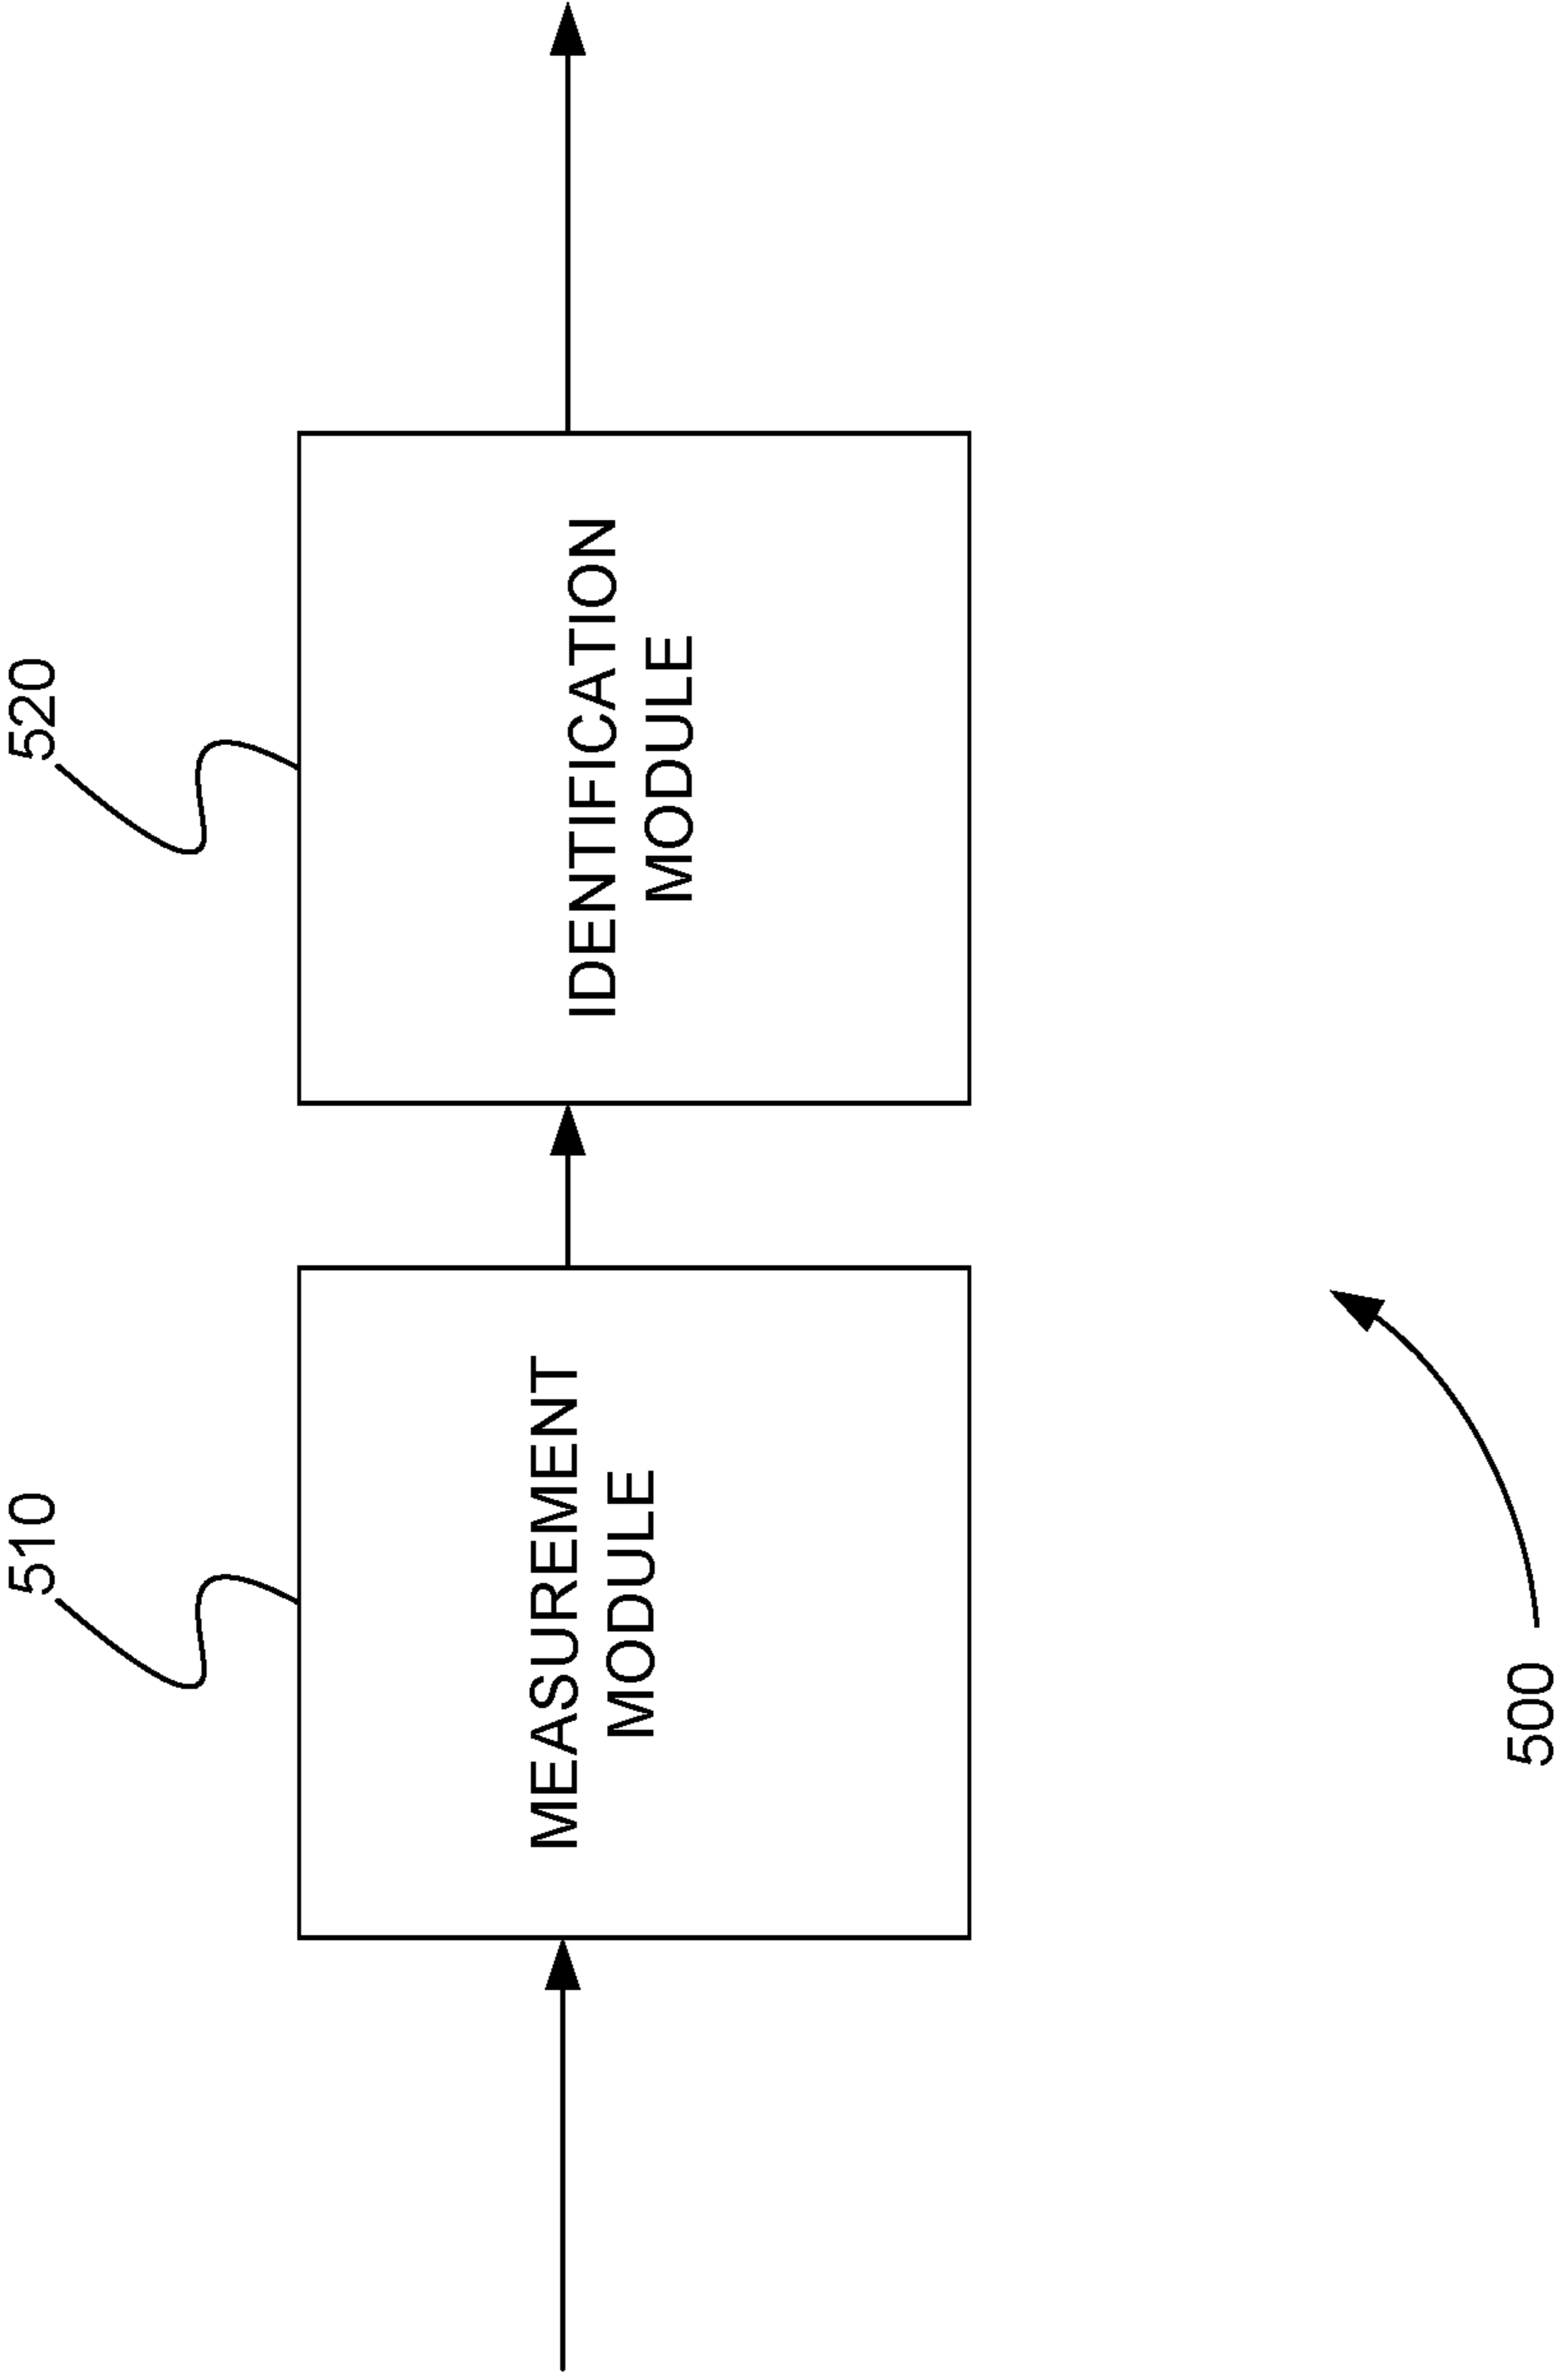 510
520
MEASUREMENT
MODULE
IDENTIFICATION
MODULE
500